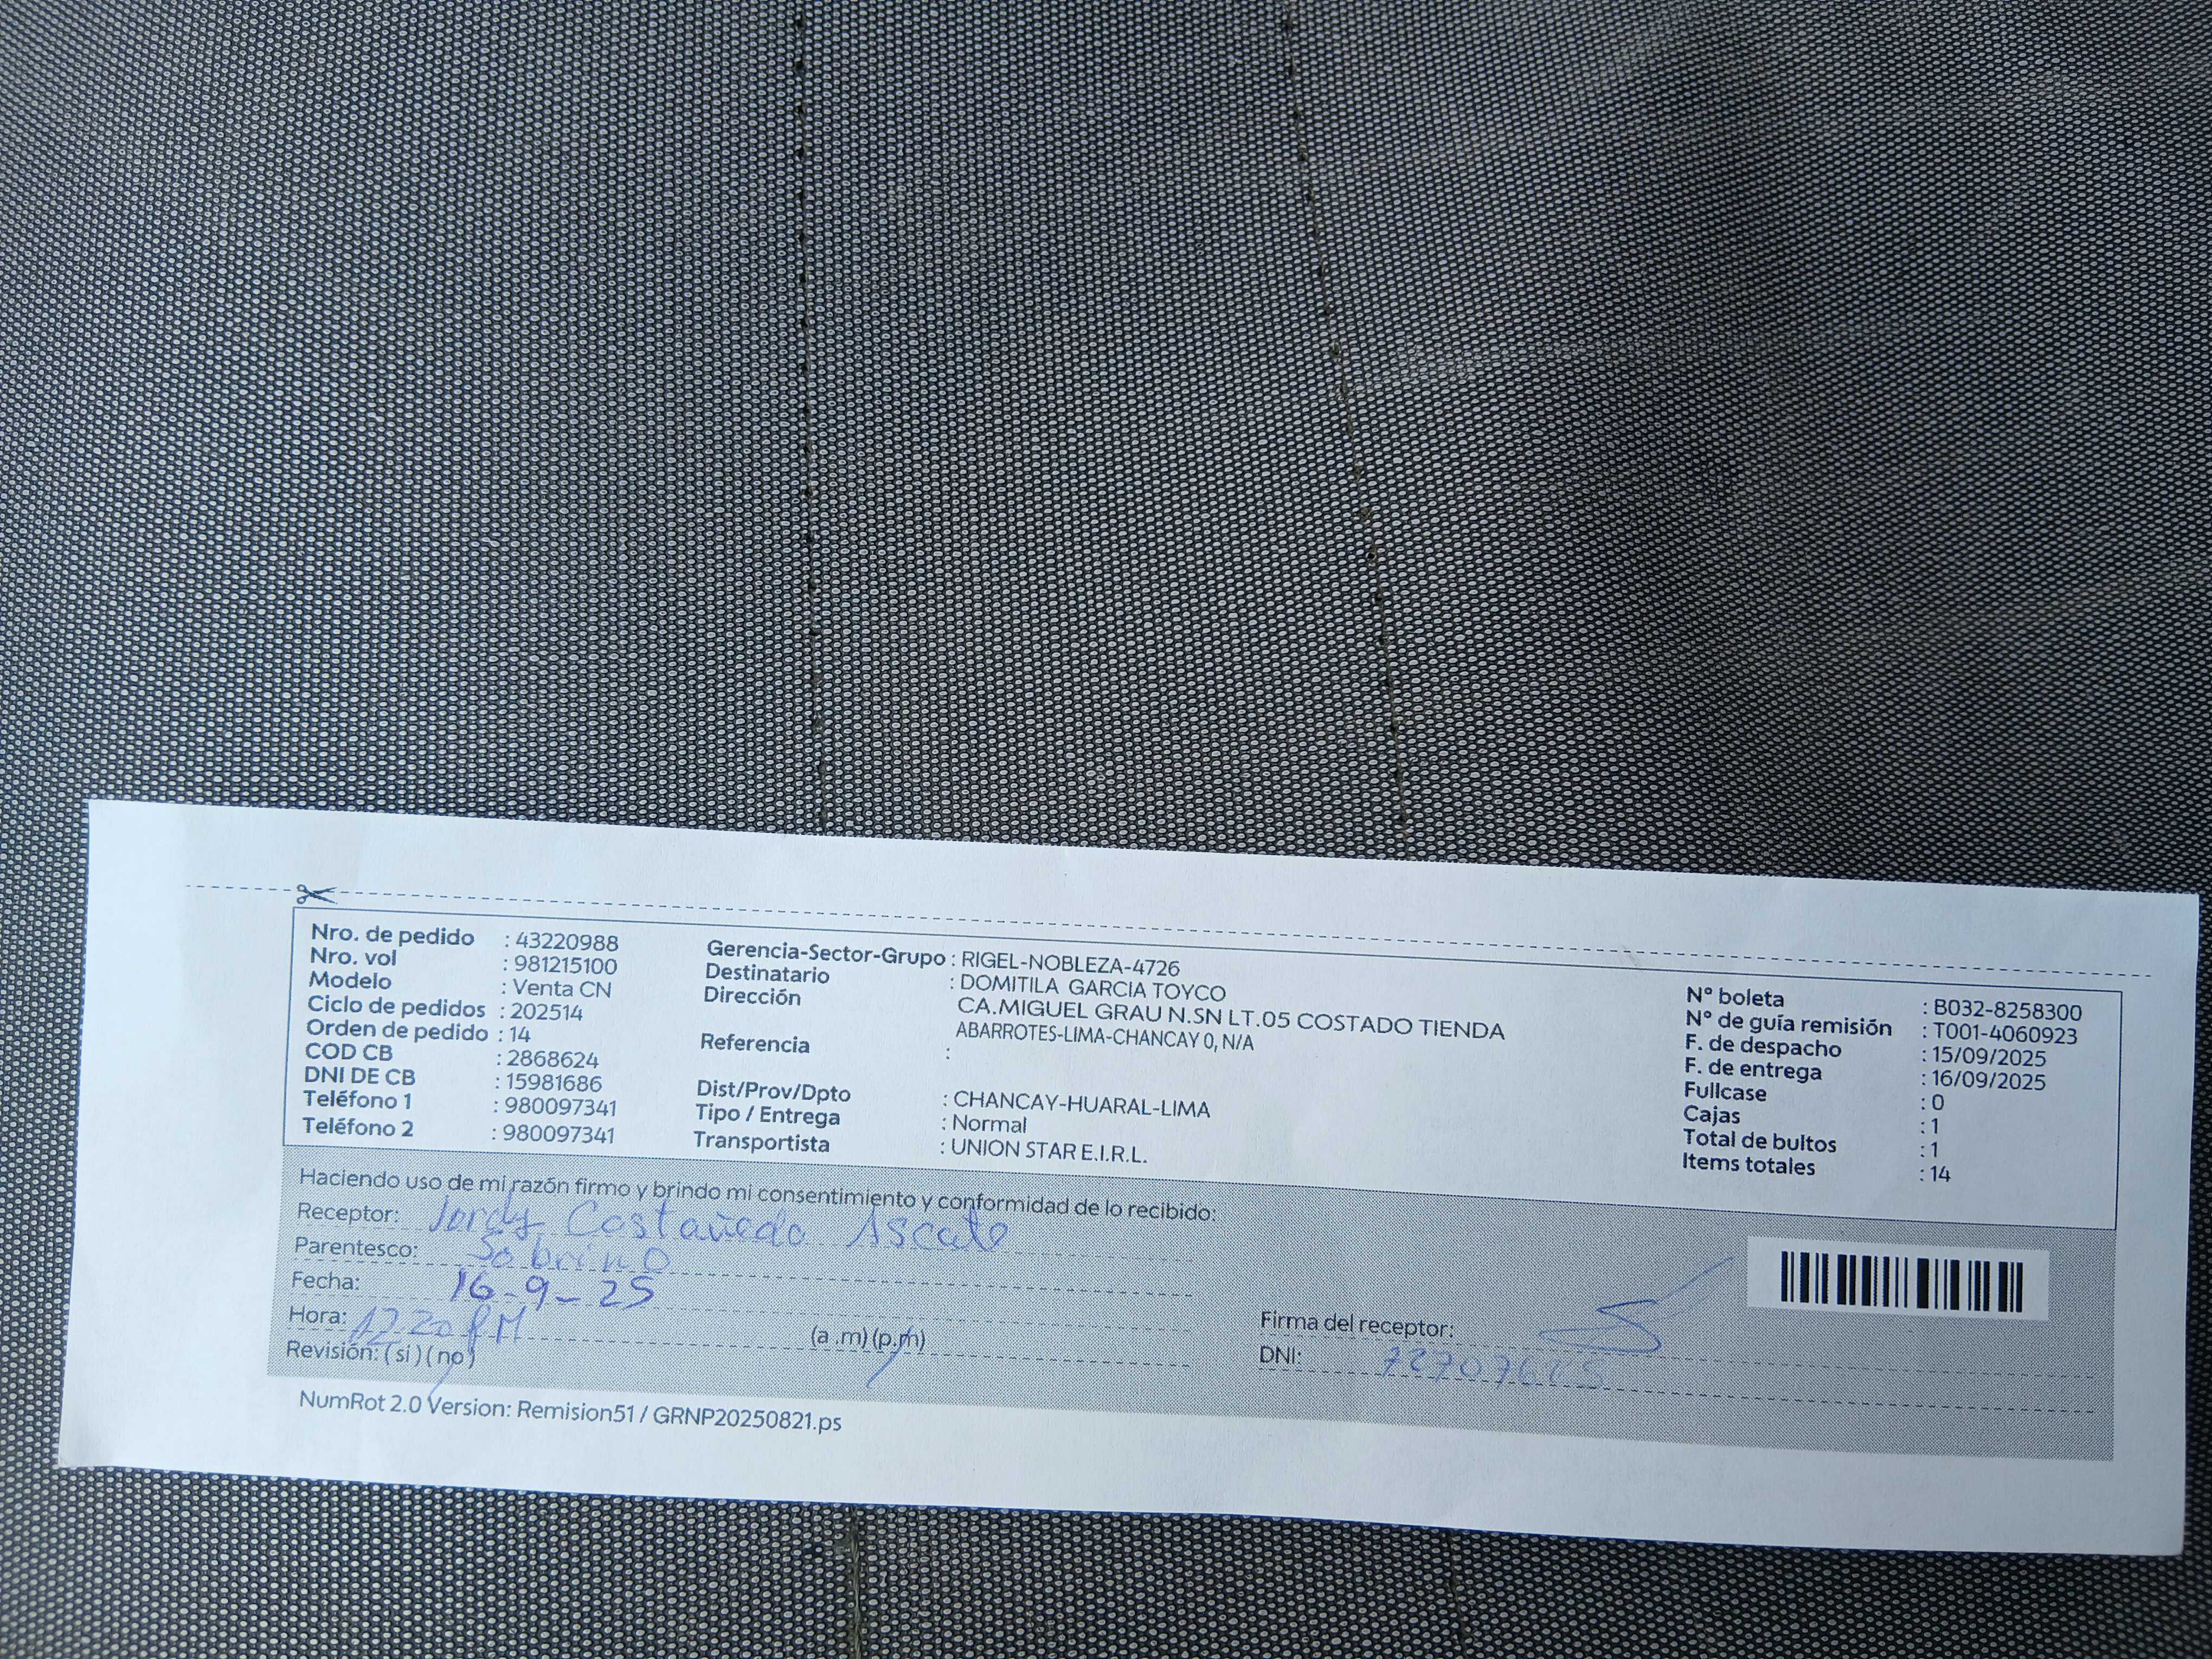 Nro. de pedido : 43220988
Nro. vol : 981215100
Modelo : Venta CN
Ciclo de pedidos : 202514
Orden de pedido : 14
COD CB : 2868624
DNI DE CB : 15981686
Teléfono 1 : 980097341
Teléfono 2 : 980097341
Gerencia-Sector-Grupo : RIGEL-NOBLEZA-4726
Destinatario : DOMITILA GARCIA TOYCO
Dirección CA.MIGUEL GRAU N.SN LT.05 COSTADO TIENDA
ABARROTES-LIMA-CHANCAY 0, N/A
Referencia :
Dist/Prov/Dpto : CHANCAY-HUARAL-LIMA
Tipo / Entrega : Normal
Transportista : UNION STAR E.I.R.L.
N° boleta : B032-8258300
N° de guía remisión : T001-4060923
F. de despacho : 15/09/2025
F. de entrega : 16/09/2025
Fullcase : 0
Cajas : 1
Total de bultos : 1
Items totales : 14
Haciendo uso de mi razón firmo y brindo mi consentimiento y conformidad de lo recibido:
Receptor: Jordy Castañedo
Parentesco: Sobrino
Fecha: 16-9-25
Hora: 1220 PM (a .m) (p.m)
Revisión: (si) (no)
Firma del receptor:
DNI:
NumRot 2.0 Version: Remision51 / GRNP20250821.ps